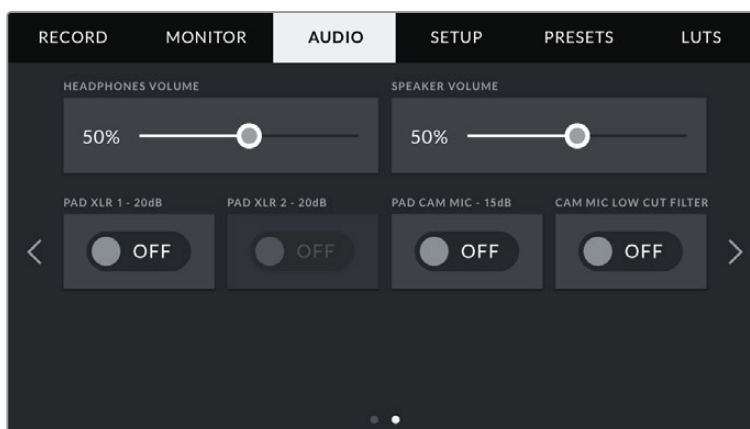 RECORD MONITOR AUDIO SETUP PRESETS LUTS
HEADPHONES VOLUME SPEAKER VOLUME
50% 50%
PAD XLR 1 - 20dB PAD XLR 2 - 20dB PAD CAM MIC - 15dB CAM MIC LOW CUT FILTER
OFF OFF OFF OFF